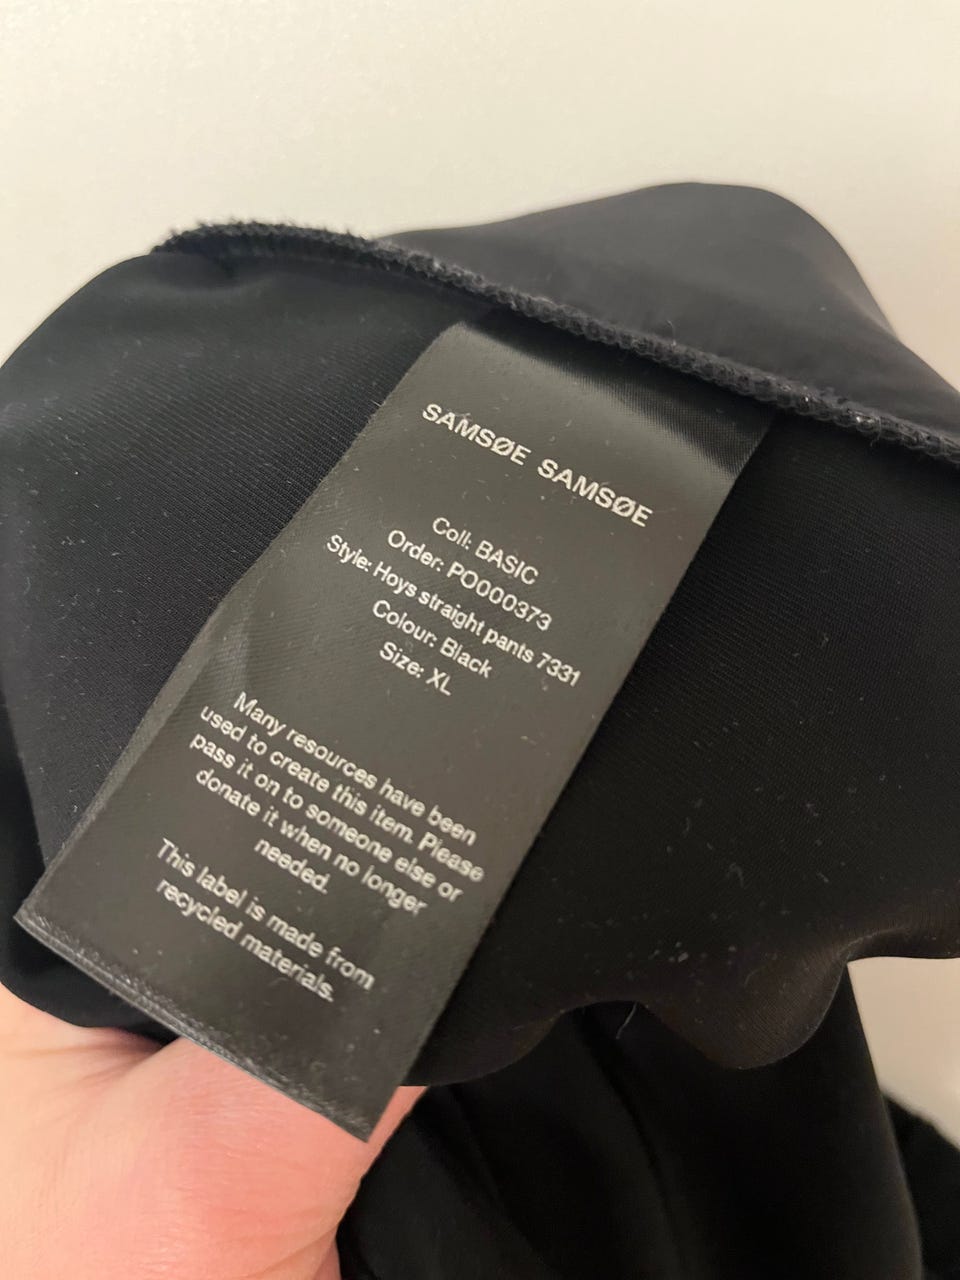 SAMSØE SAMSØE
Coll: BASIC
Order: PO000373
Style: Hoys straight pants 7331
Colour: Black
Size: XL
Many resources have been
used to create this item. Please
pass it on to someone else or
donate it when no longer
needed.
This label is made from
recycled materials.